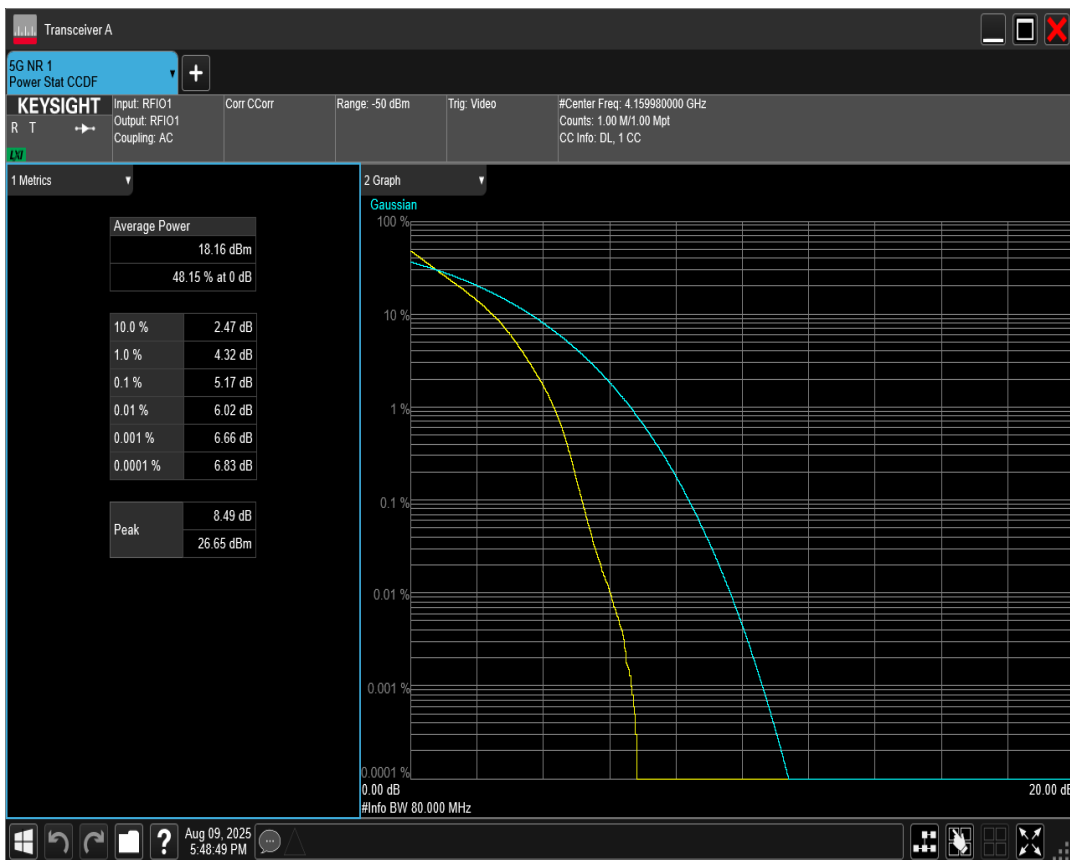 Transceiver A
5G NR 1
Power Stat CCDF
KEYSIGHT
R T
LXI
Input: RFIO1
Output: RFIO1
Coupling: AC
Corr CCorr
Range: -50 dBm
Trig: Video
#Center Freq: 4.159980000 GHz
Counts: 1.00 M/1.00 Mpt
CC Info: DL, 1 CC
1 Metrics
Average Power
18.16 dBm
48.15 % at 0 dB
10.0 % 2.47 dB
1.0 % 4.32 dB
0.1 % 5.17 dB
0.01 % 6.02 dB
0.001 % 6.66 dB
0.0001 % 6.83 dB
Peak 8.49 dB
26.65 dBm
2 Graph
Gaussian
100 %
10 %
1 %
0.1 %
0.01 %
0.001 %
0.0001 %
0.00 dB 20.00 dB
#Info BW 80.000 MHz
? Aug 09, 2025
5:48:49 PM